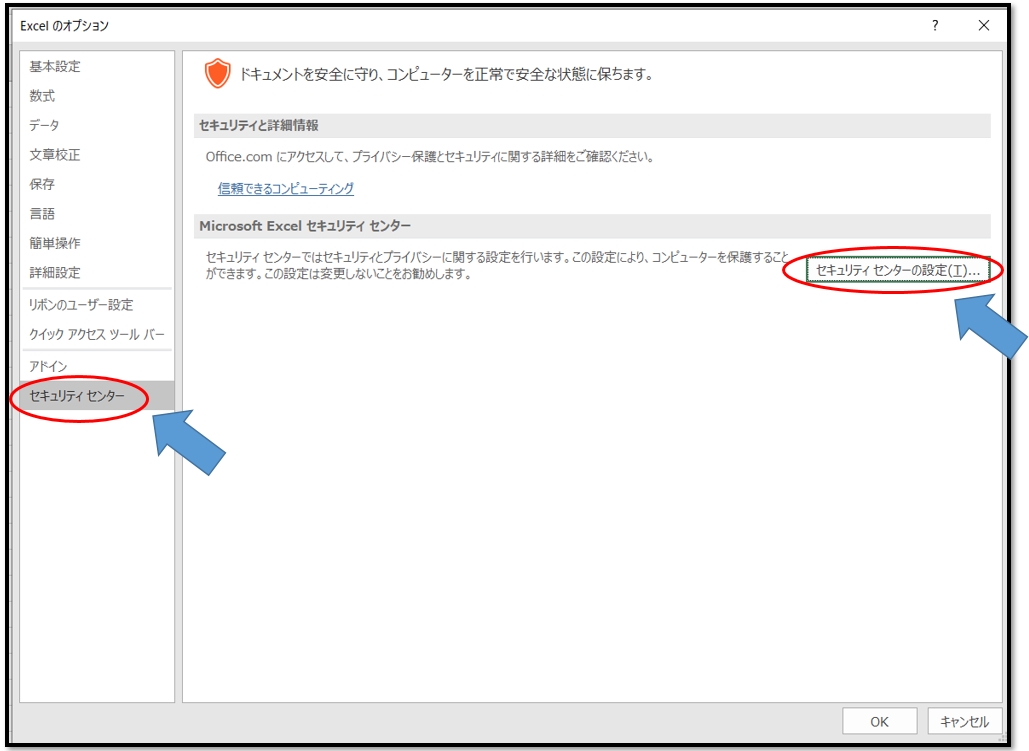 Excel のオプション
?
基本設定
数式
データ
文章校正
保存
言語
簡単操作
詳細設定
リボンのユーザー設定
クイック アクセス ツール バー
アドイン
セキュリティ センター
ドキュメントを安全に守り、コンピューターを正常で安全な状態に保ちます。
セキュリティと詳細情報
Office.com にアクセスして、プライバシー保護とセキュリティに関する詳細をご確認ください。
信頼できるコンピューティング
Microsoft Excel セキュリティ センター
セキュリティ センターではセキュリティとプライバシーに関する設定を行います。この設定により、コンピューターを保護すること
ができます。この設定は変更しないことをお勧めします。
セキュリティ センターの設定(T)...
OK
キャンセル